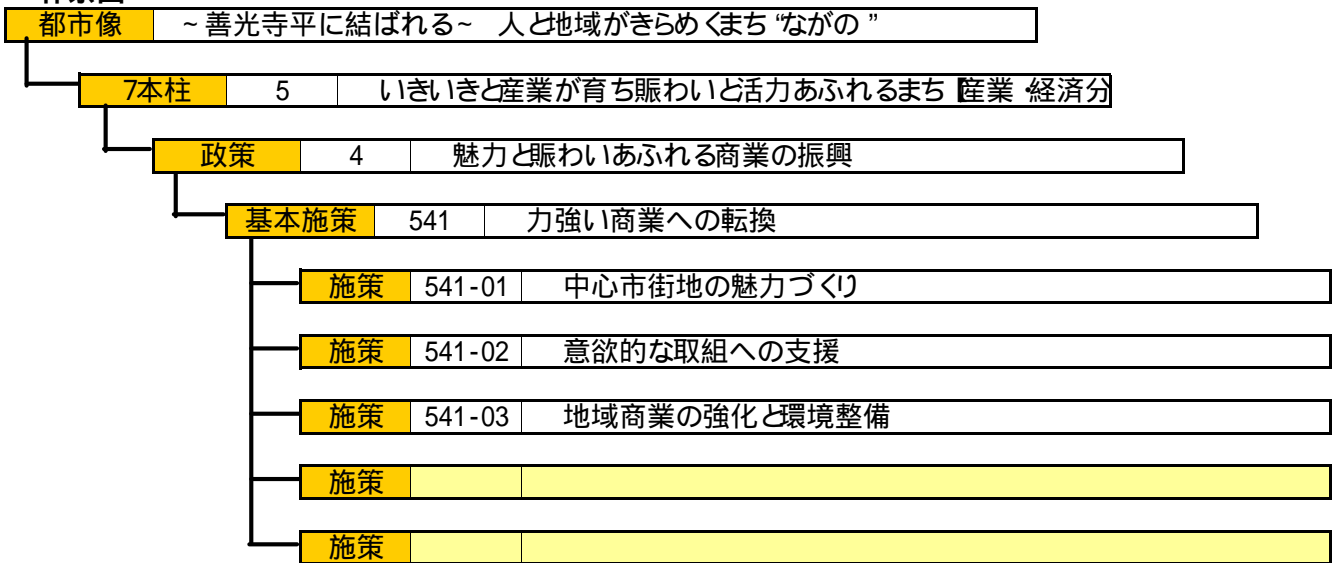 都市像 ~善光寺平に結ばれる~ 人と地域がきらめくまち“ながの”
7本柱 5 いきいきと産業が育ち賑わいと活力あふれるまち【産業・経済分
政策 4 魅力と賑わいあふれる商業の振興
基本施策 541 力強い商業への転換
施策 541-01 中心市街地の魅力づくり
施策 541-02 意欲的な取組への支援
施策 541-03 地域商業の強化と環境整備
施策
施策